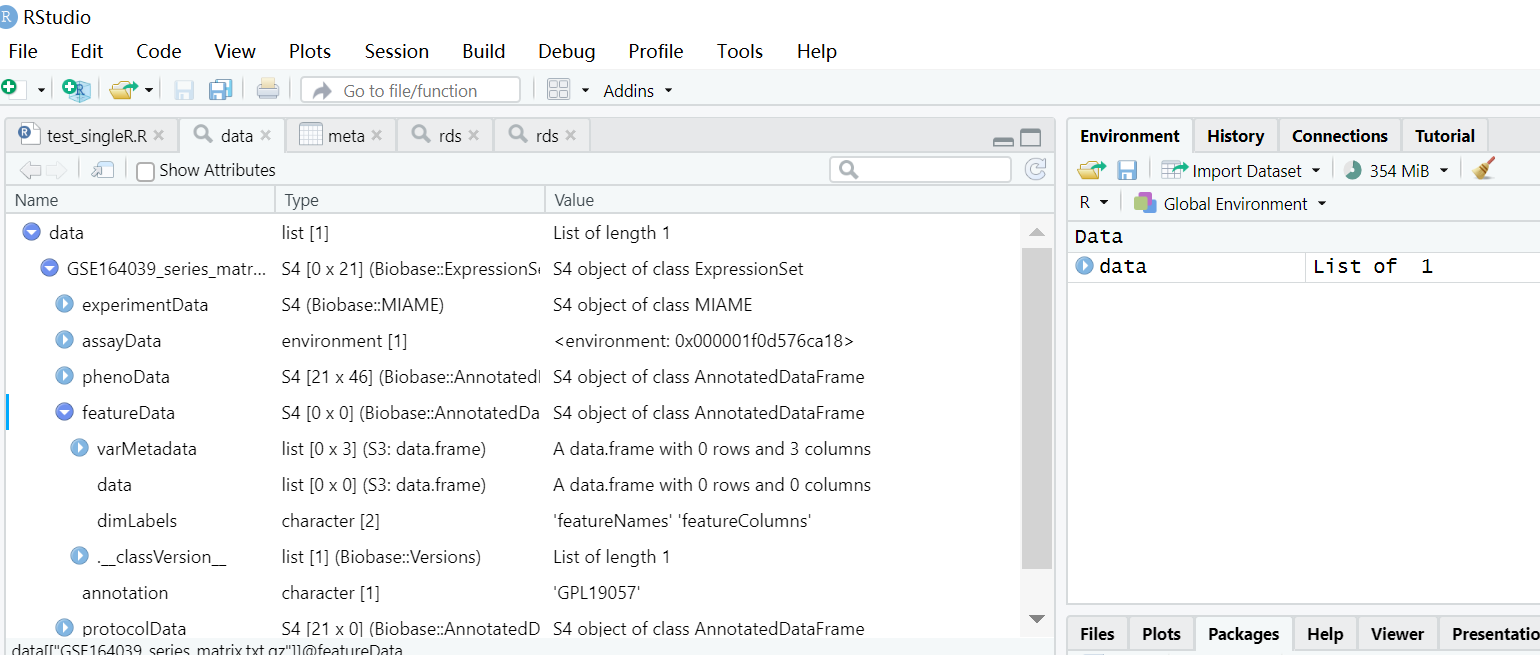 RStudio
File Edit Code View Plots Session Build Debug Profile Tools Help
Go to file/function Addins
test_singleR.R data meta rds rds
Show Attributes
Name Type Value
data list [1] List of length 1
GSE164039_series_matr... S4 [0 x 21] (Biobase::ExpressionSe S4 object of class ExpressionSet
experimentData S4 (Biobase::MIAME) S4 object of class MIAME
assayData environment [1] <environment: 0x000001f0d576ca18>
phenoData S4 [21 x 46] (Biobase::Annotated S4 object of class AnnotatedDataFrame
featureData S4 [0 x 0] (Biobase::AnnotatedDa S4 object of class AnnotatedDataFrame
varMetadata list [0 x 3] (S3: data.frame) A data.frame with 0 rows and 3 columns
data list [0 x 0] (S3: data.frame) A data.frame with 0 rows and 0 columns
dimLabels character [2] 'featureNames' 'featureColumns'
.__classVersion__ list [1] (Biobase::Versions) List of length 1
annotation character [1] 'GPL19057'
protocolData S4 [21 x 0] (Biobase::AnnotatedD S4 object of class AnnotatedDataFrame
data[["GSE164039_series_matrix.txt.gz"]]@featureData
Environment History Connections Tutorial
Import Dataset 354 MiB
R Global Environment
Data
data List of 1
Files Plots Packages Help Viewer Presentatio